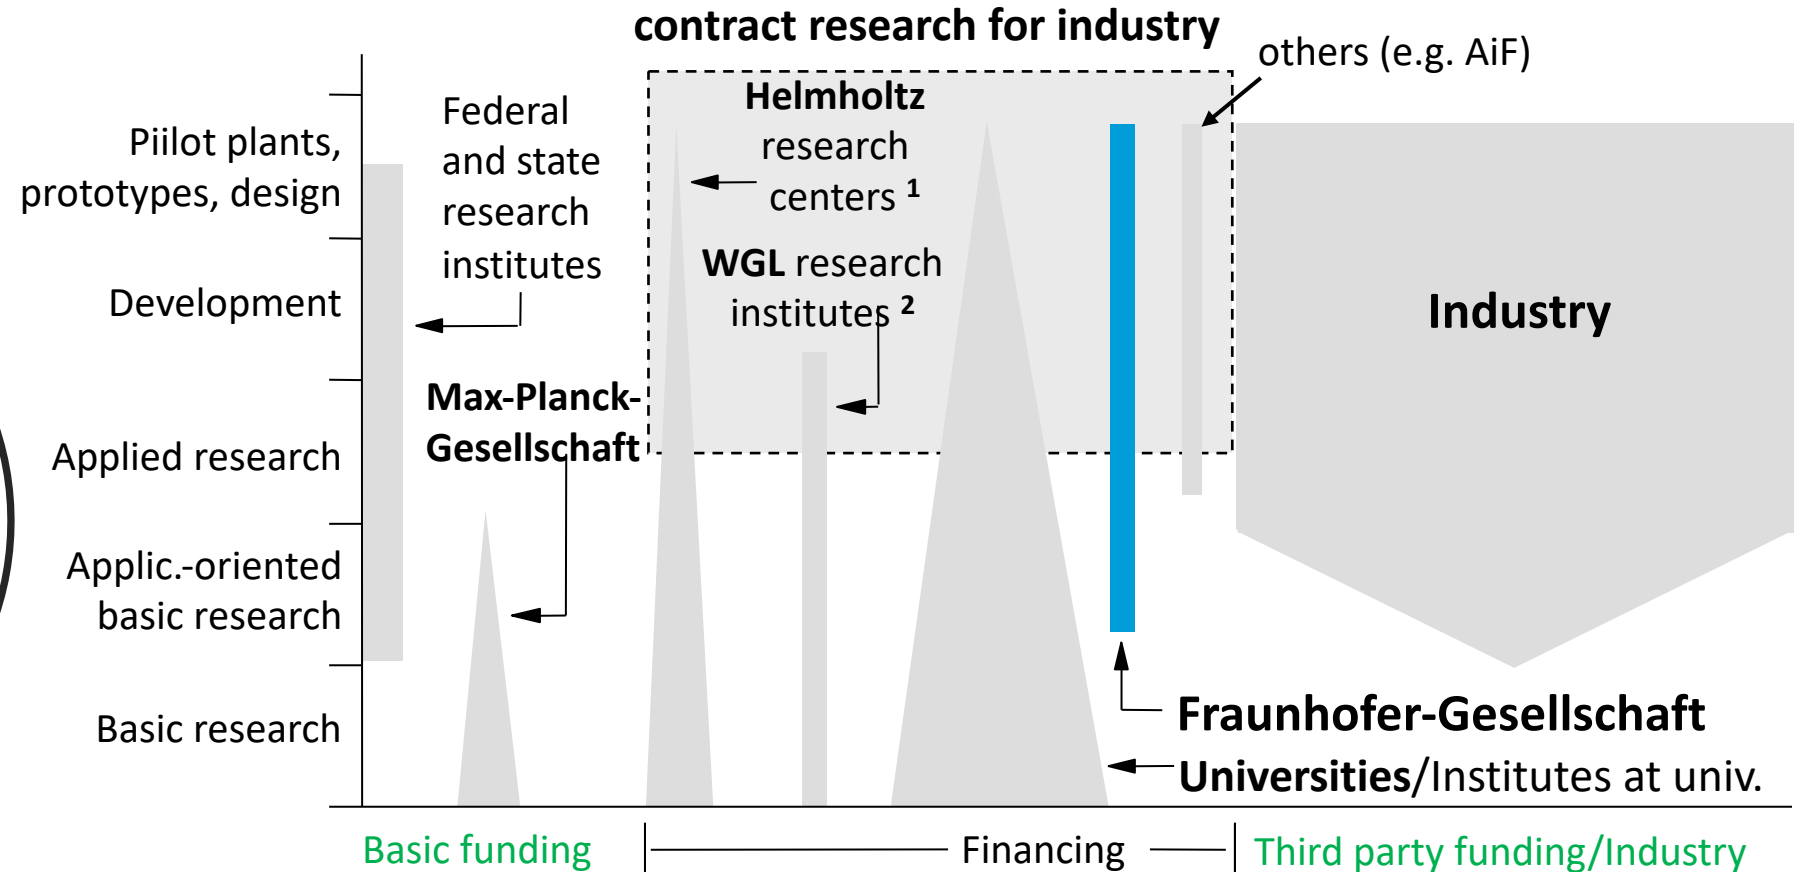 contract research for industry
others (e.g. AiF)
Piilot plants,
prototypes, design
Development
Applied research
Applic.-oriented
basic research
Basic research
Federal
and state
research
institutes
Max-Planck-
Gesellschaft
Helmholtz
research
centers 1
WGL research
institutes 2
Industry
Fraunhofer-Gesellschaft
Universities/Institutes at univ.
Basic funding
Financing
Third party funding/Industry